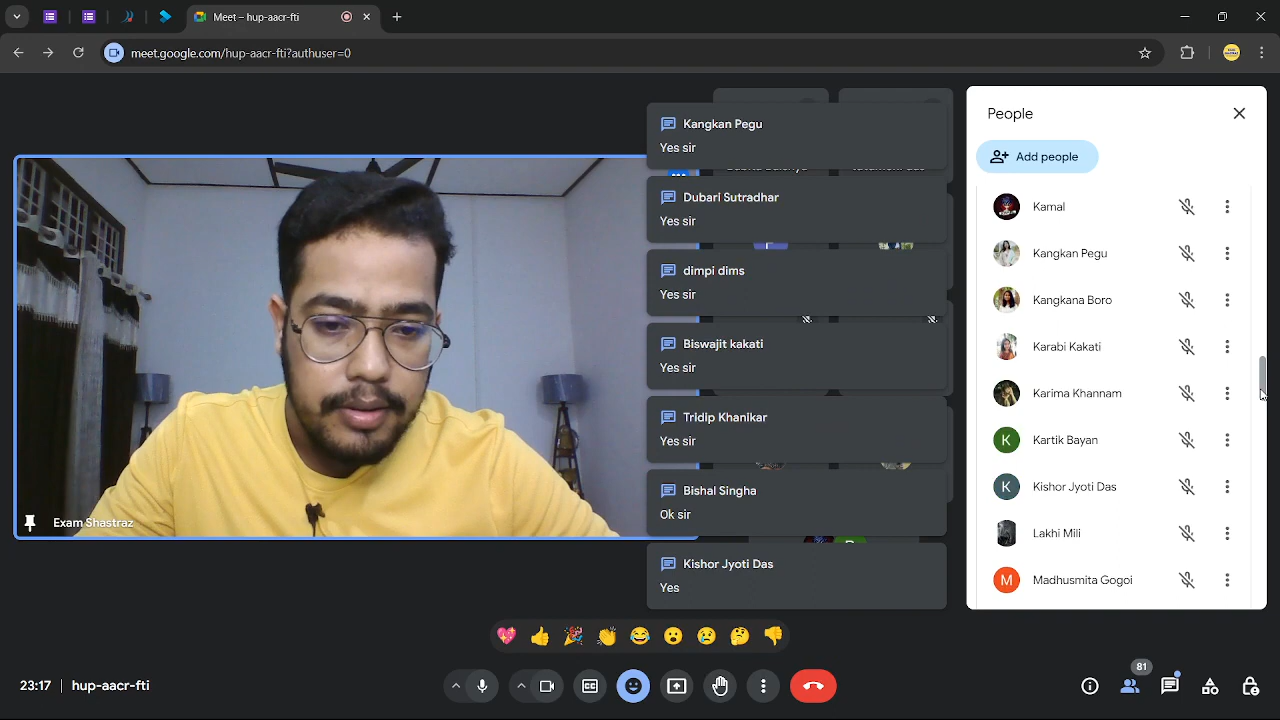 Meet – hup-aacr-fti
meet.google.com/hup-aacr-fti?authuser=0
Exam Shastraz
Kangkan Pegu
Yes sir
Dubari Sutradhar
Yes sir
dimpi dims
Yes sir
Biswajit kakati
Yes sir
Tridip Khanikar
Yes sir
Bishal Singha
Ok sir
Kishor Jyoti Das
Yes
People
Add people
Kamal
Kangkan Pegu
Kangkana Boro
Karabi Kakati
Karima Khannam
K
Kartik Bayan
K
Kishor Jyoti Das
Lakhi Mili
M
Madhusmita Gogoi
23:17 | hup-aacr-fti
81